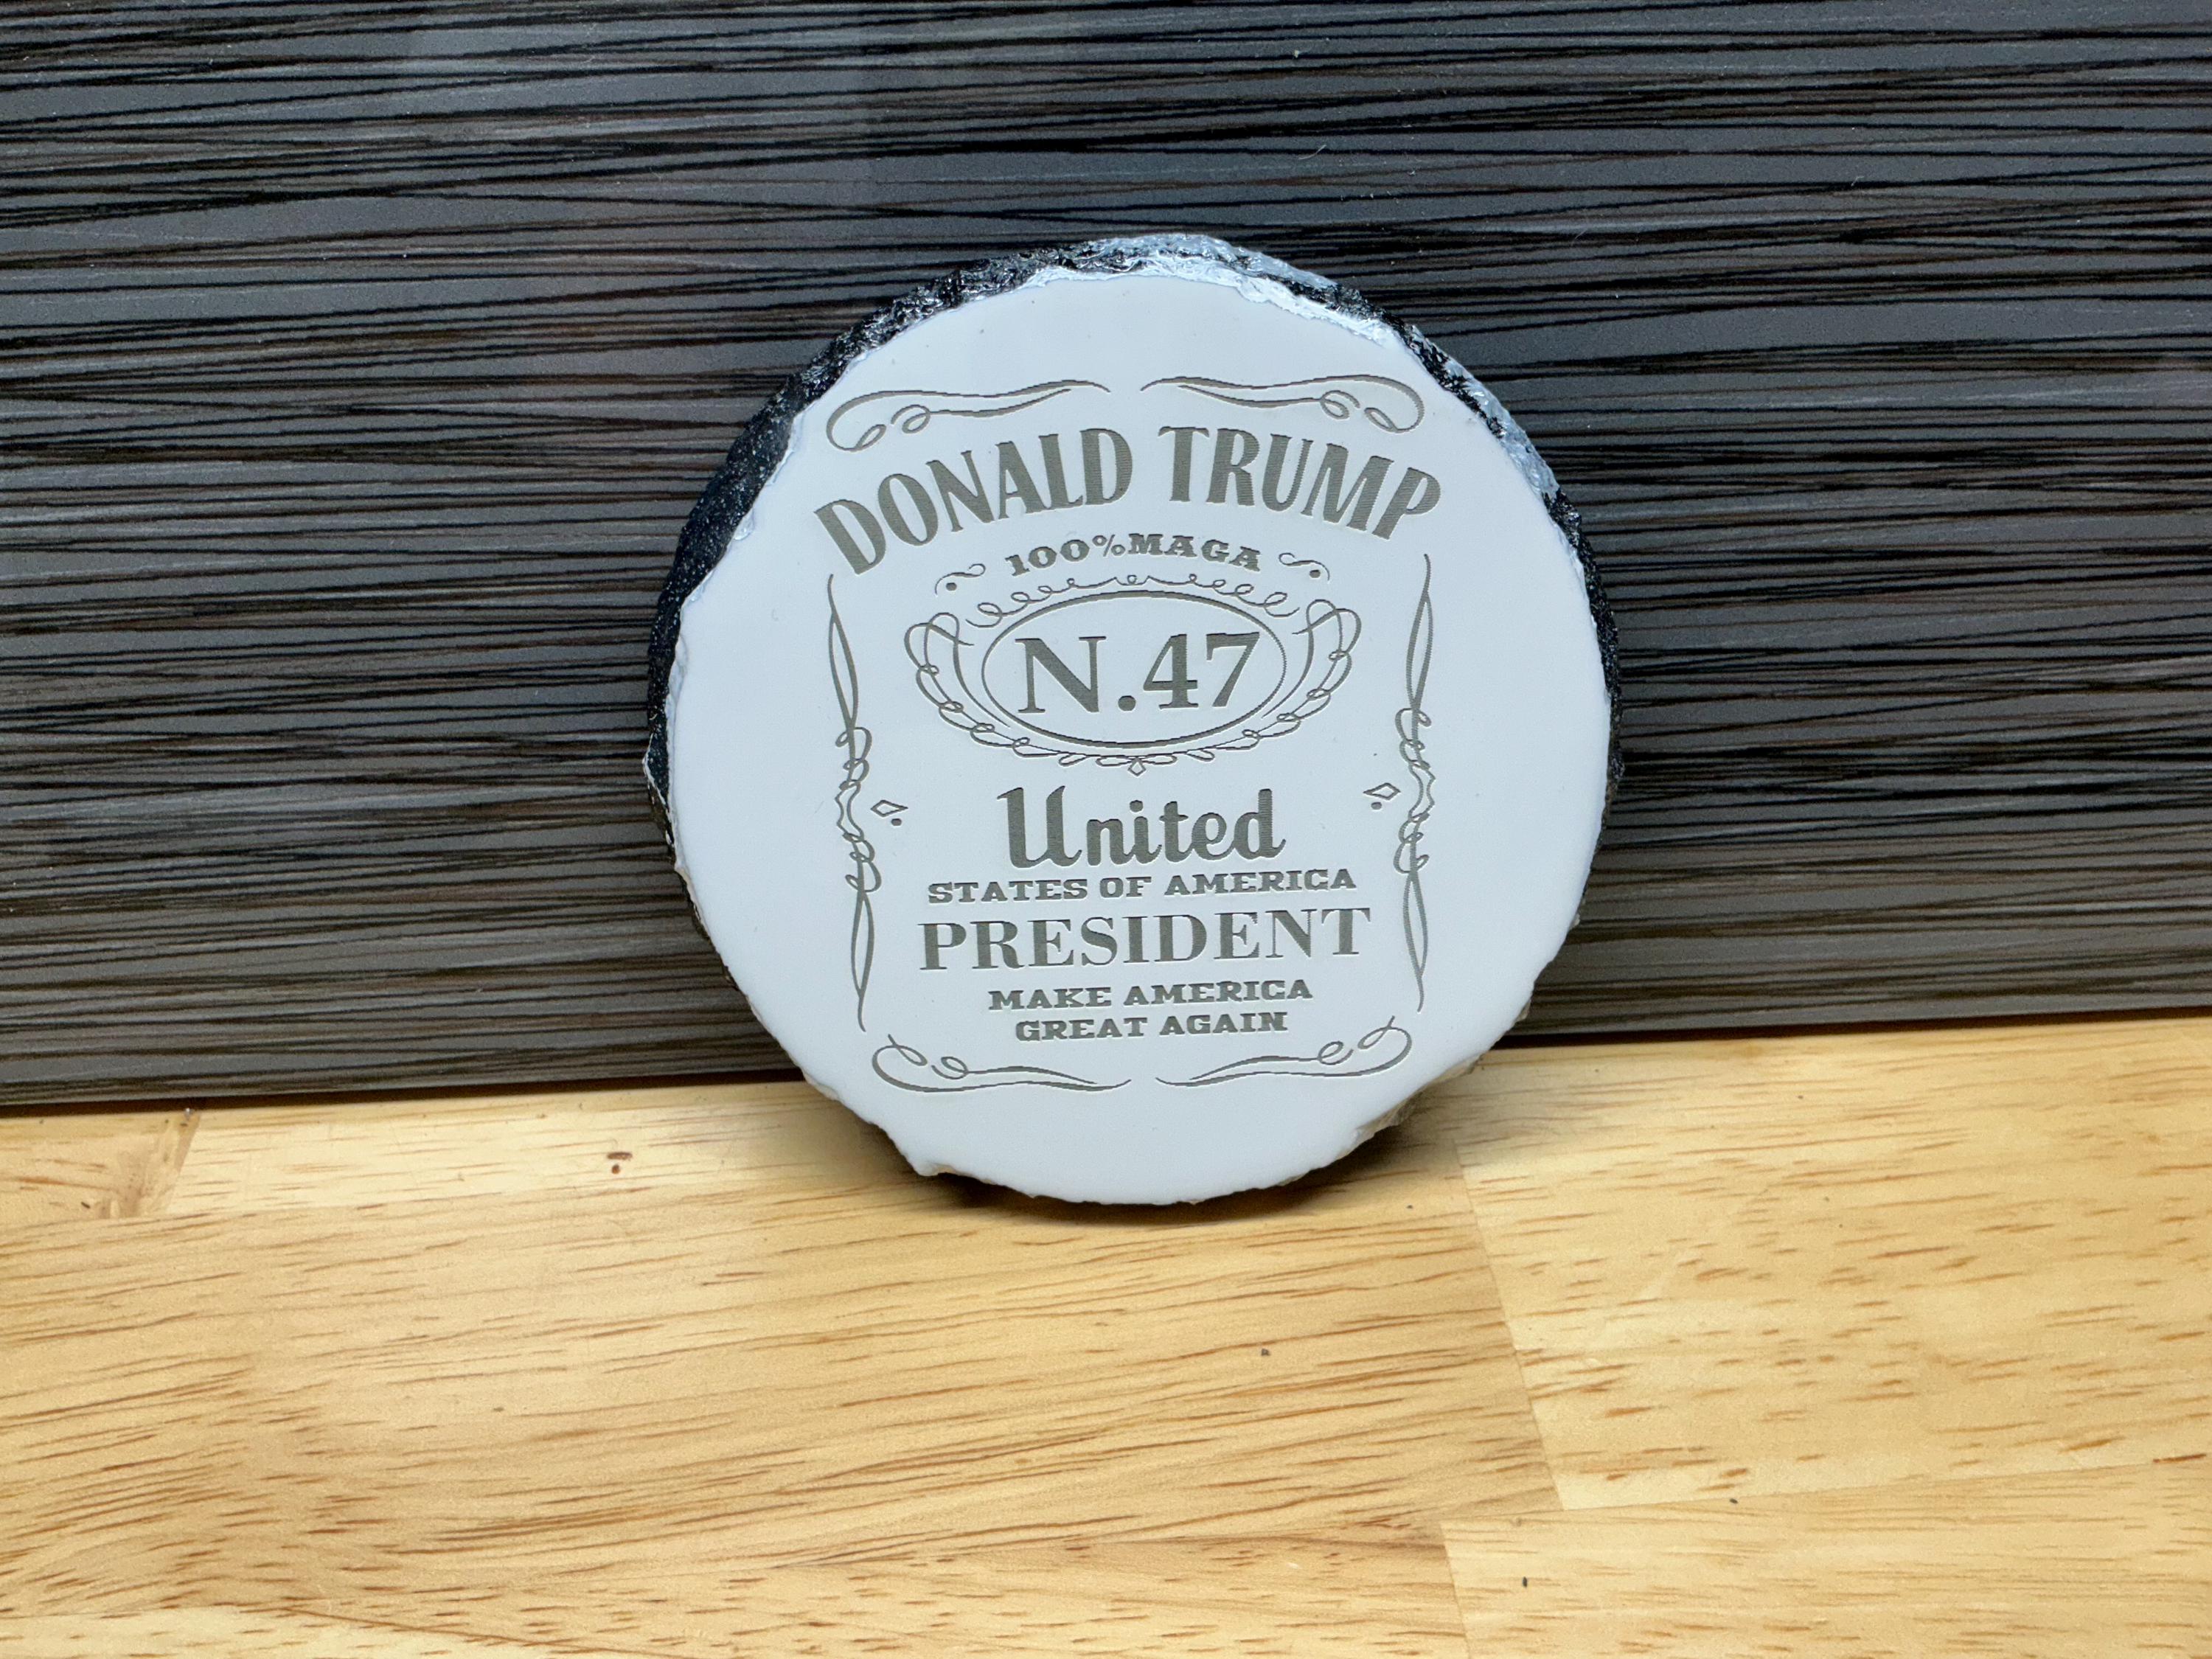 DONALD TRUMP
100%MAGA
N.47
United
STATES OF AMERICA
PRESIDENT
MAKE AMERICA
GREAT AGAIN